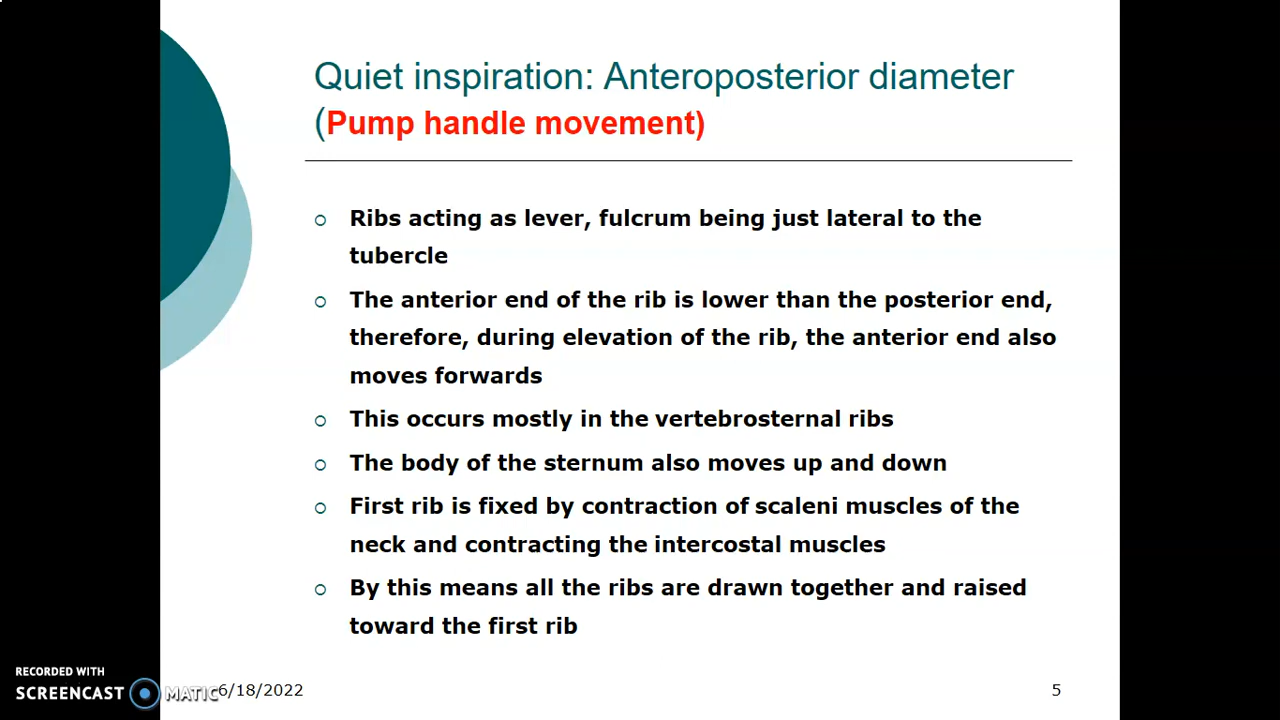 Quiet inspiration: Anteroposterior diameter
(Pump handle movement)
Ribs acting as lever, fulcrum being just lateral to the
tubercle
The anterior end of the rib is lower than the posterior end,
therefore, during elevation of the rib, the anterior end also
moves forwards
This occurs mostly in the vertebrosternal ribs
The body of the sternum also moves up and down
First rib is fixed by contraction of scaleni muscles of the
neck and contracting the intercostal muscles
By this means all the ribs are drawn together and raised
toward the first rib
RECORDED WITH
SCREENCAST MATIC
6/18/2022
5